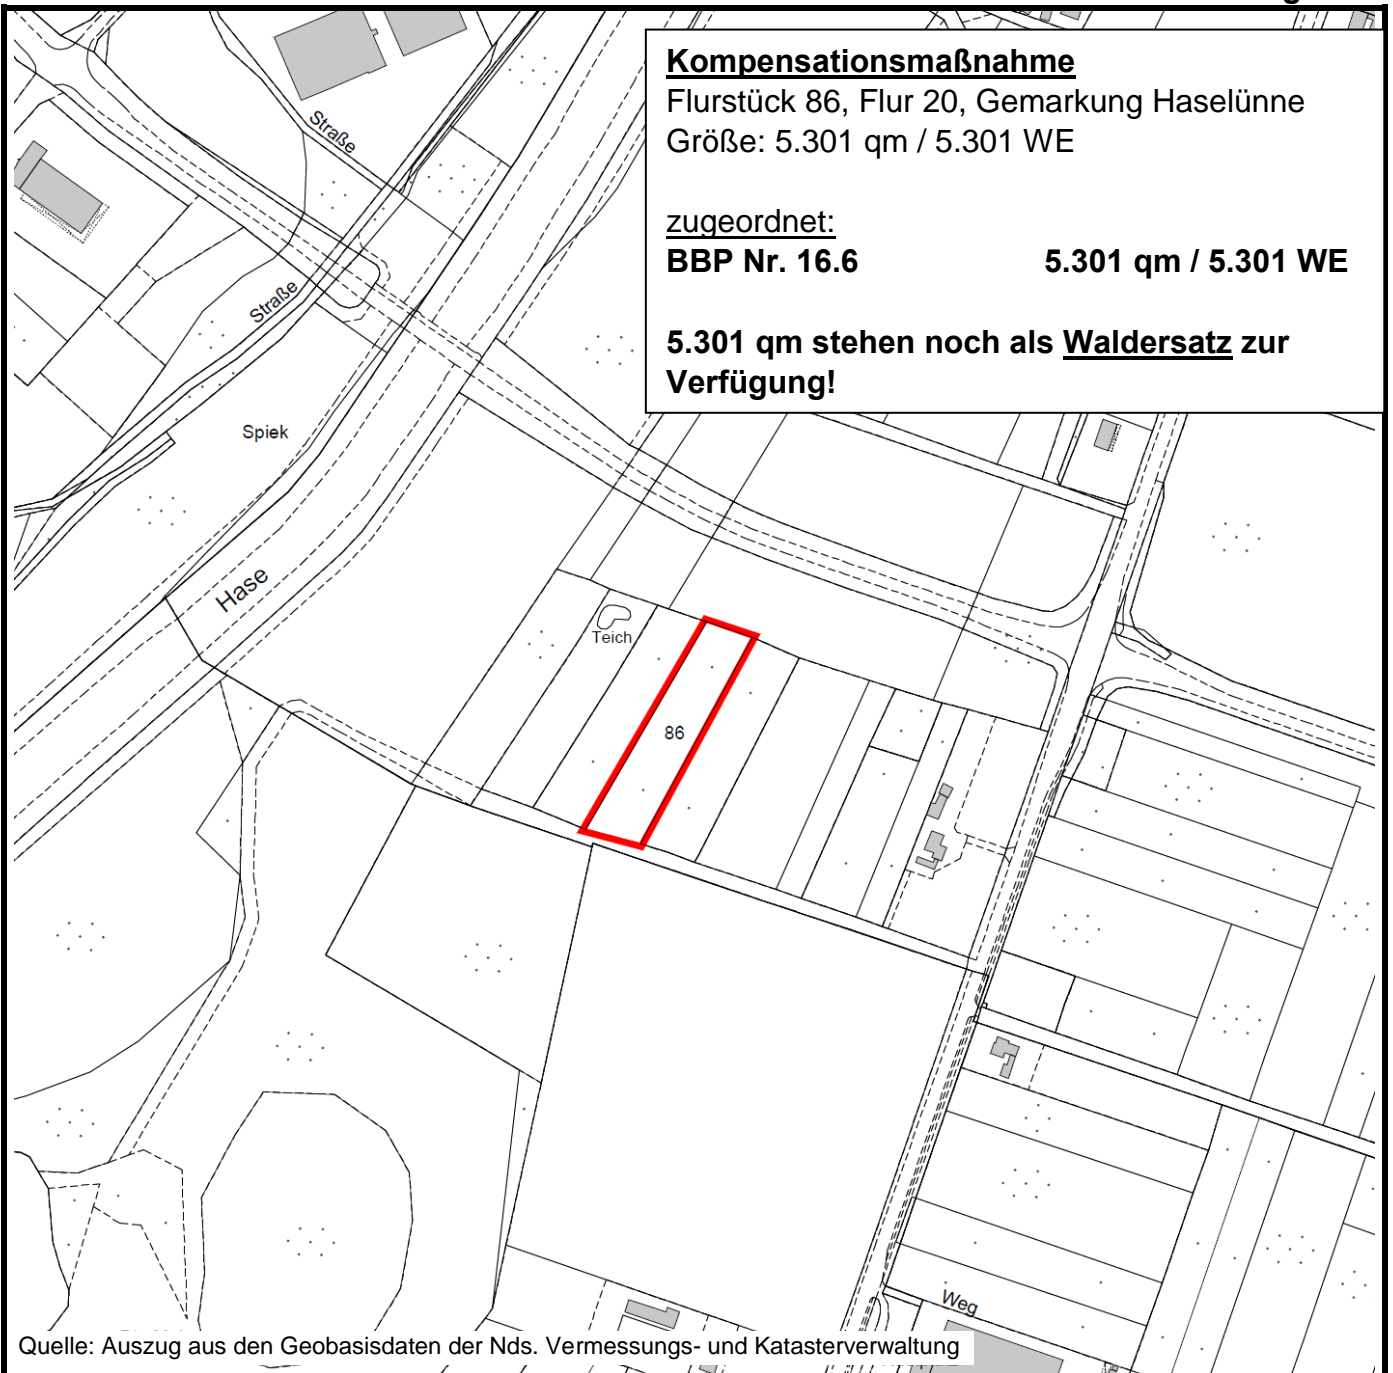 Kompensationsmaßnahme
Flurstück 86, Flur 20, Gemarkung Haselünne
Größe: 5.301 qm / 5.301 WE
zugeordnet:
BBP Nr. 16.6 5.301 qm / 5.301 WE
5.301 qm stehen noch als Waldersatz zur
Verfügung!
Straße
Straße
Spiek
Hase
Teich
86
Weg
Quelle: Auszug aus den Geobasisdaten der Nds. Vermessungs- und Katasterverwaltung